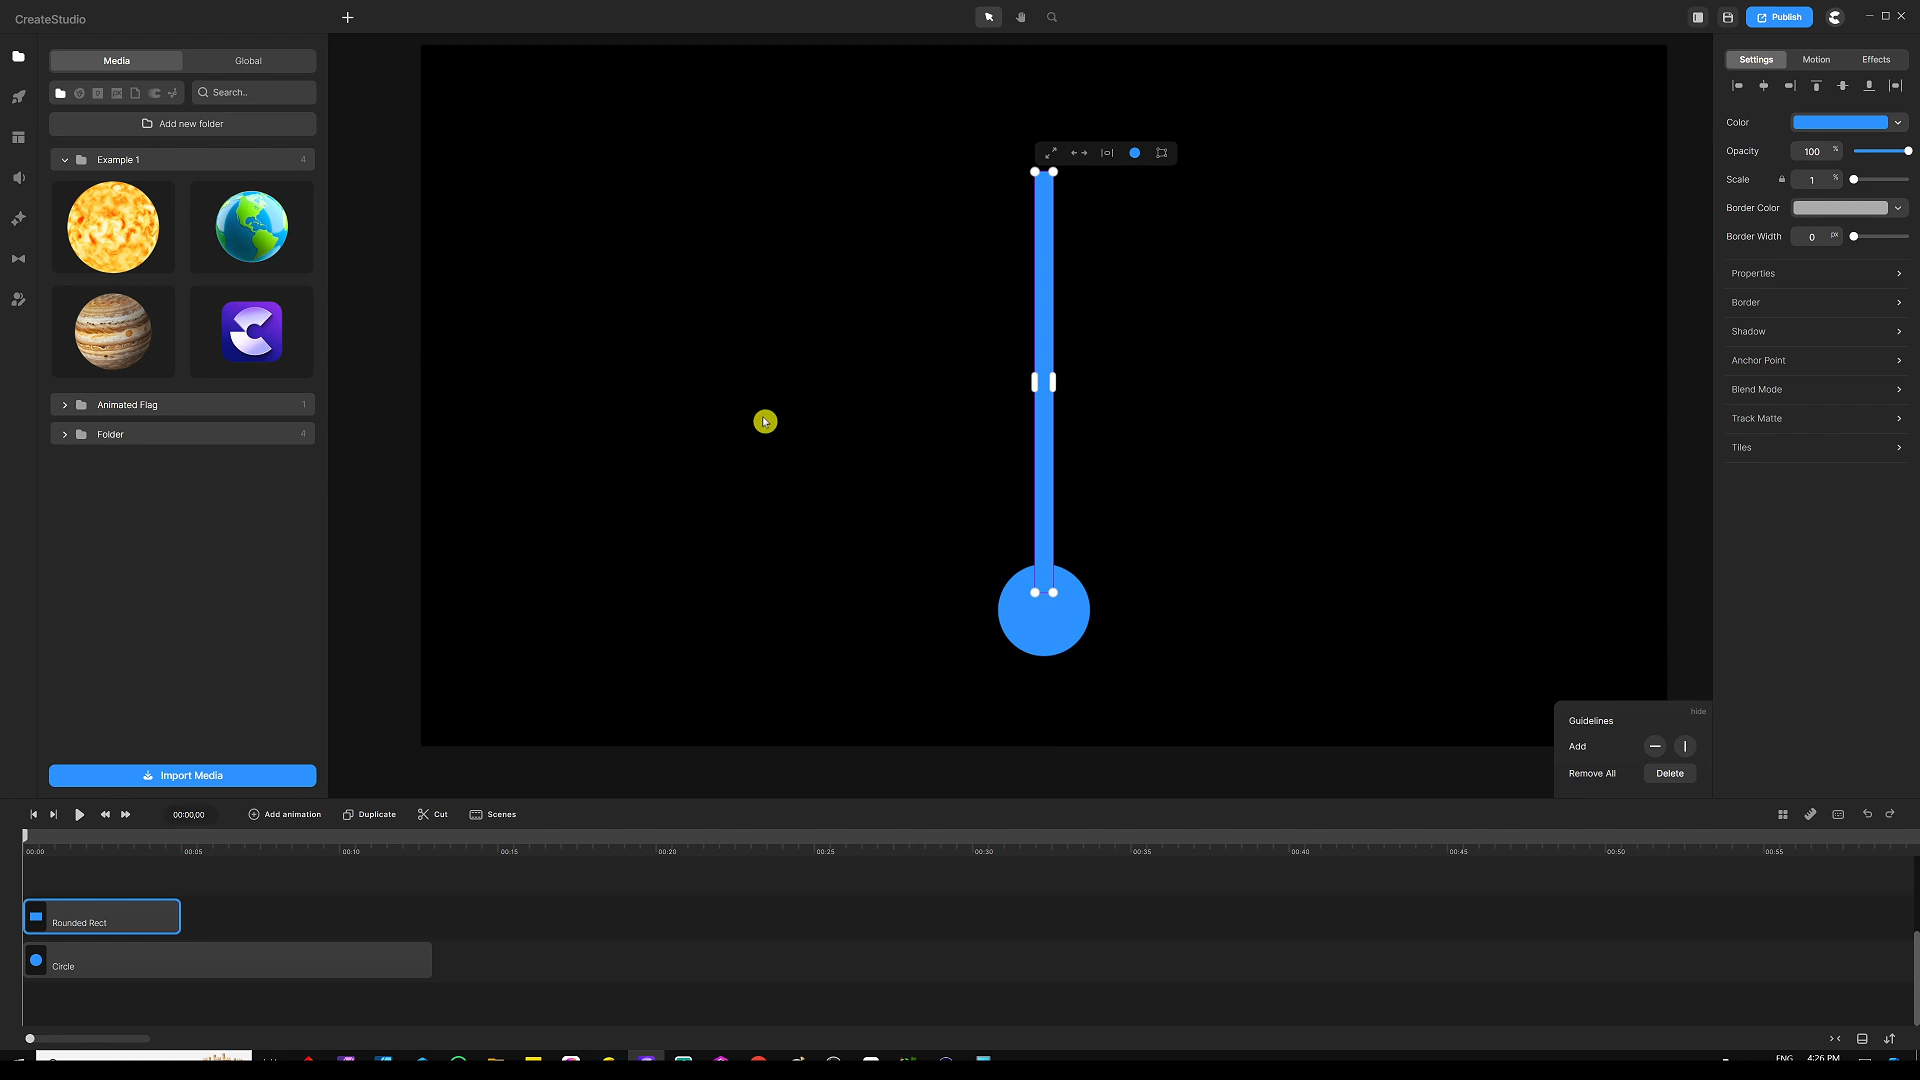 CreateStudio
Publish
Media Global
Search..
Add new folder
Example 1 4
Animated Flag 1
Folder 4
Import Media
Settings Motion Effects
Color
Opacity 100 %
Scale 1 %
Border Color
Border Width 0 px
Properties
Border
Shadow
Anchor Point
Blend Mode
Track Matte
Tiles
hide
Guidelines
Add
Remove All Delete
00:00,00 Add animation Duplicate Cut Scenes
00:00 00:05 00:10 00:15 00:20 00:25 00:30 00:35 00:40 00:45 00:50 00:55
Rounded Rect
Circle
ENG 4:26 PM